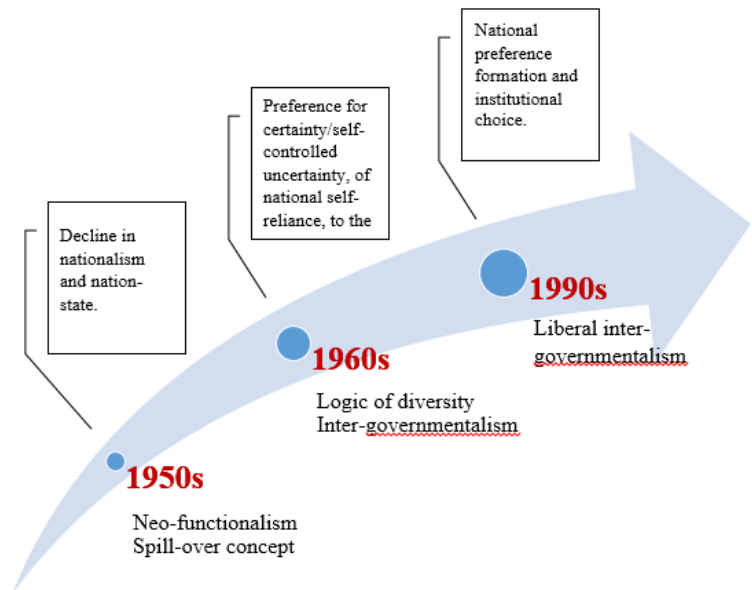 National
preference
formation and
institutional
choice.
Preference for
certainty/self-
controlled
uncertainty, of
national self-
reliance, to the
Decline in
nationalism
and nation-
state.
1990s
Liberal inter-
governmentalism
1960s
Logic of diversity
Inter-governmentalism
1950s
Neo-functionalism
Spill-over concept